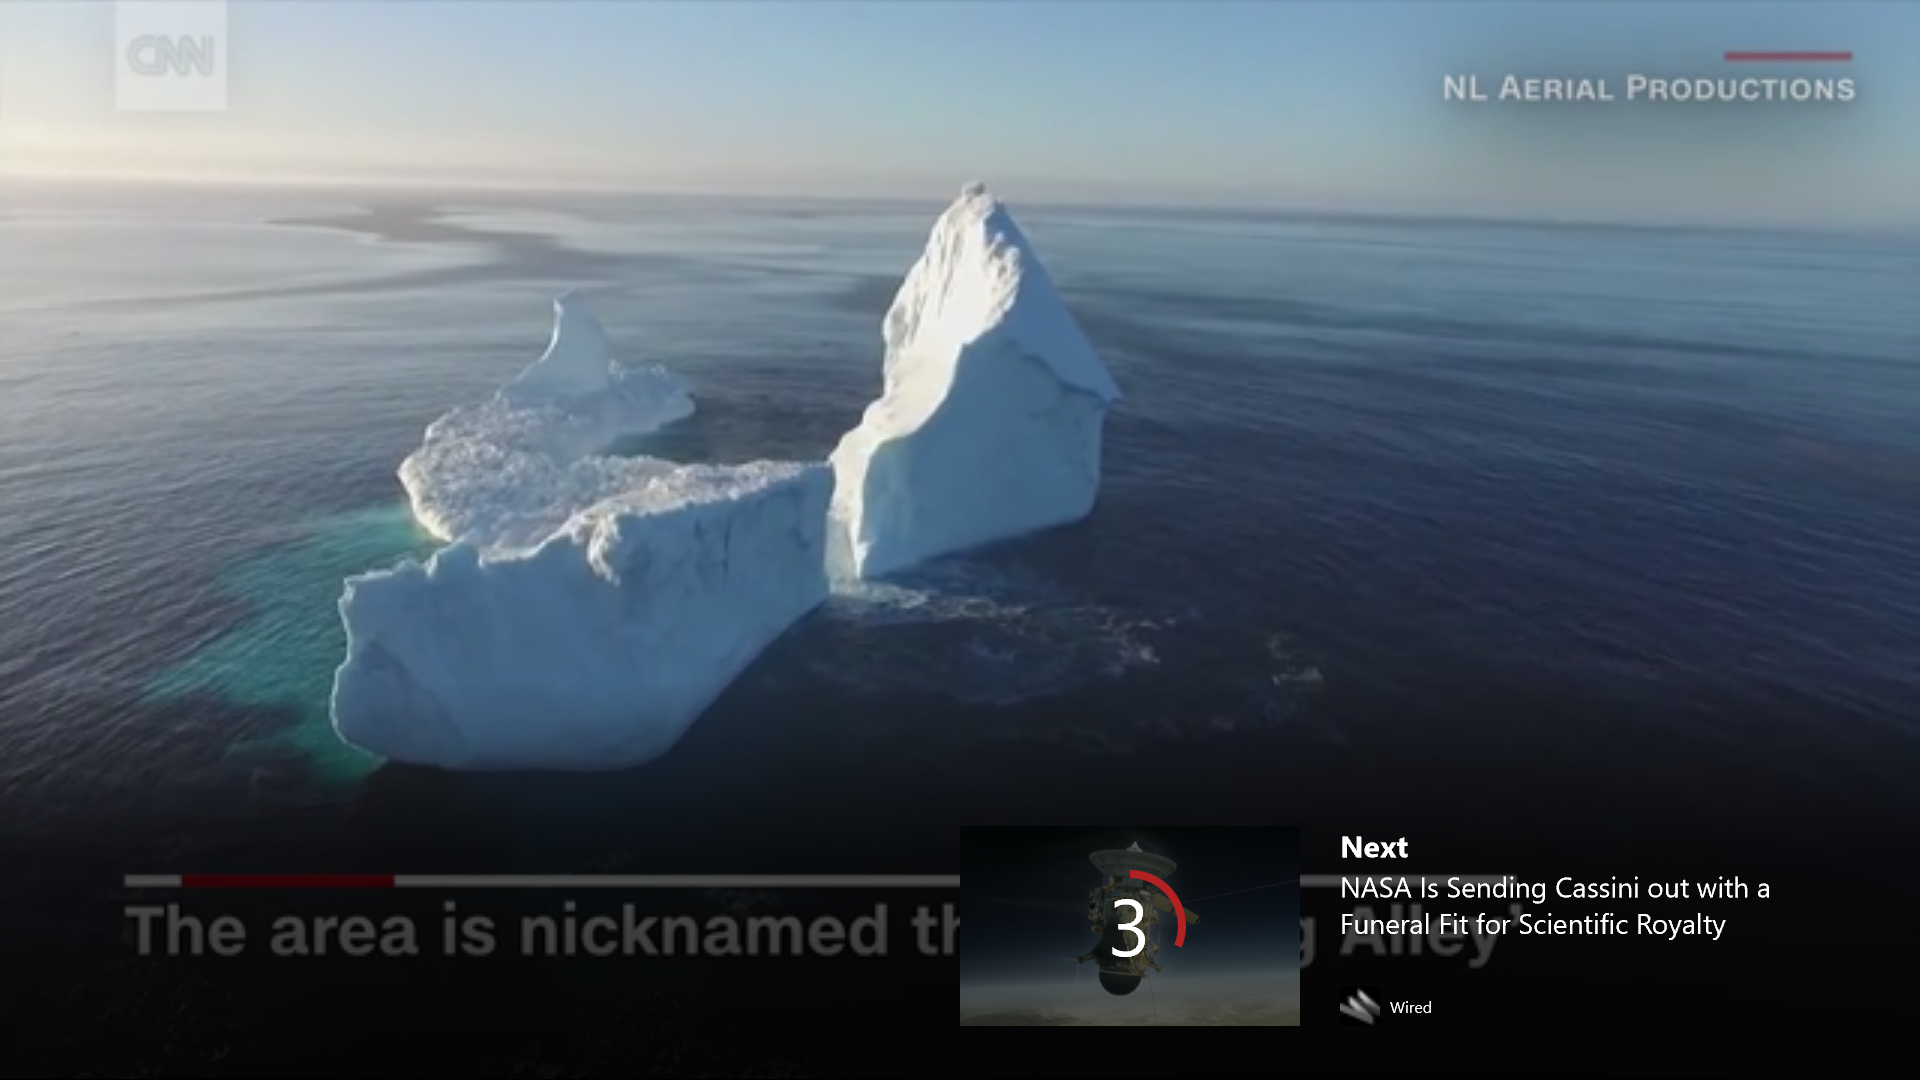 CNN
NL AERIAL PRODUCTIONS
The area is nicknamed
Alley'
3
Next
NASA Is Sending Cassini out with a
Funeral Fit for Scientific Royalty
Wired